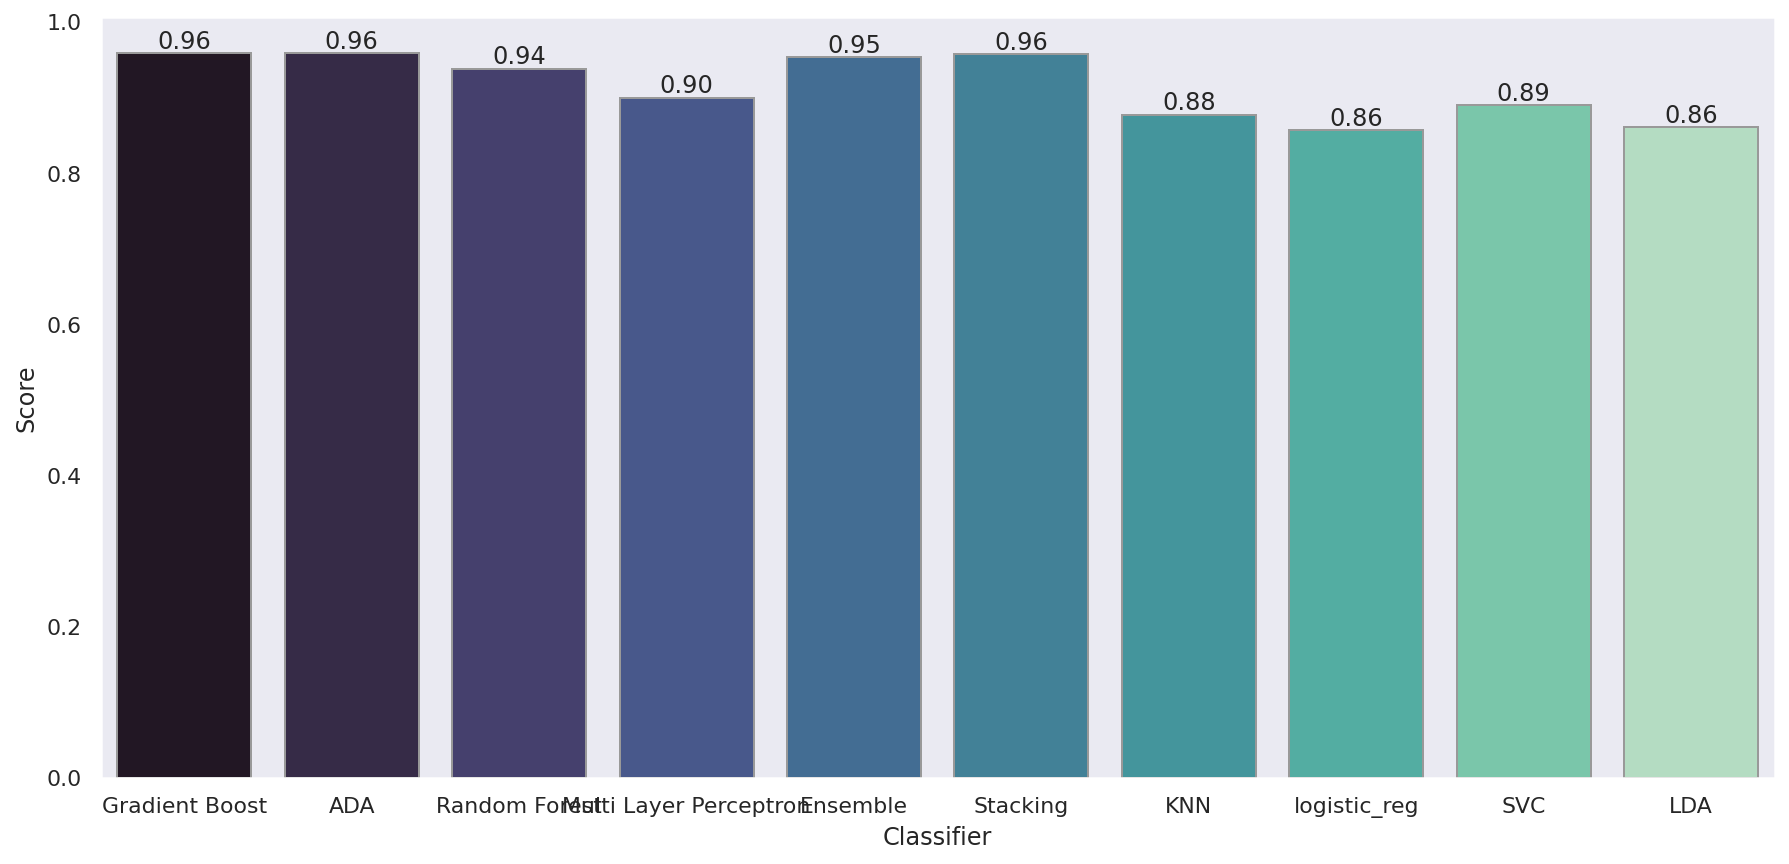 1.0
0.8
0.6
0.4
0.2
0.0
Score
0.96
0.96
0.94
0.90
0.95
0.96
0.88
0.86
0.89
0.86
Gradient Boost
ADA
Random Forest
Multi Layer Perceptron
Ensemble
Stacking
KNN
logistic_reg
SVC
LDA
Classifier